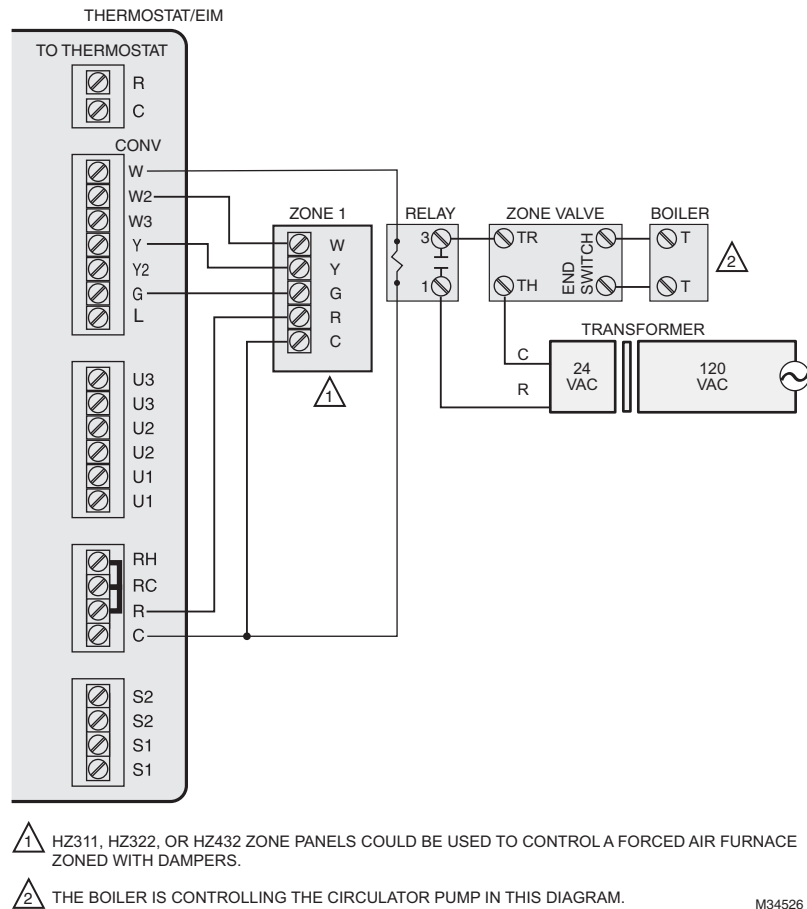 THERMOSTAT/EIM
TO THERMOSTAT
R
C
CONV
W
W2
W3
Y
Y2
G
L
U3
U3
U2
U2
U1
U1
RH
RC
R
C
S2
S2
S1
S1
ZONE 1
W
Y
G
R
C
1
RELAY
3
1
ZONE VALVE
TR
TH
END
SWITCH
BOILER
T
T
2
TRANSFORMER
C
R
24
VAC
120
VAC
1 HZ311, HZ322, OR HZ432 ZONE PANELS COULD BE USED TO CONTROL A FORCED AIR FURNACE
ZONED WITH DAMPERS.
2 THE BOILER IS CONTROLLING THE CIRCULATOR PUMP IN THIS DIAGRAM.
M34526